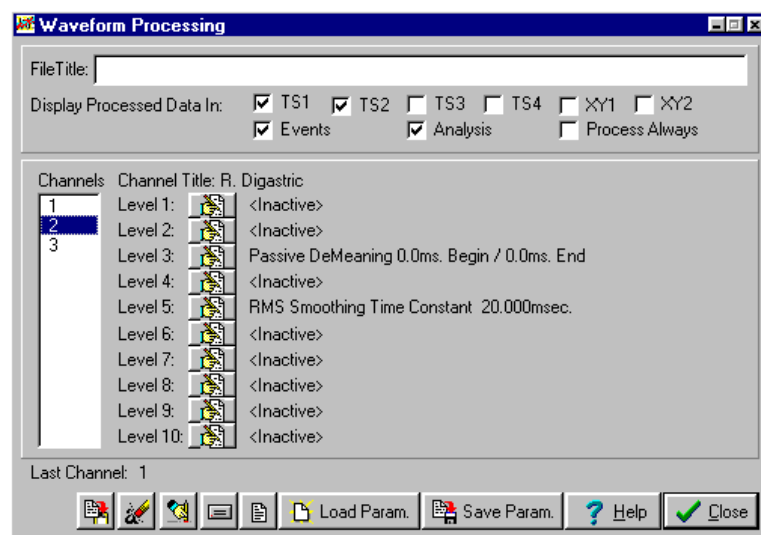 Waveform Processing
FileTitle:
Display Processed Data In: TS1 TS2 TS3 TS4 XY1 XY2
Events Analysis Process Always
Channels Channel Title: R. Digastric
1 Level 1: <Inactive>
2 Level 2: <Inactive>
3 Level 3: Passive DeMeaning 0.0ms. Begin / 0.0ms. End
Level 4: <Inactive>
Level 5: RMS Smoothing Time Constant 20.000msec.
Level 6: <Inactive>
Level 7: <Inactive>
Level 8: <Inactive>
Level 9: <Inactive>
Level 10: <Inactive>
Last Channel: 1
Load Param. Save Param. Help Close